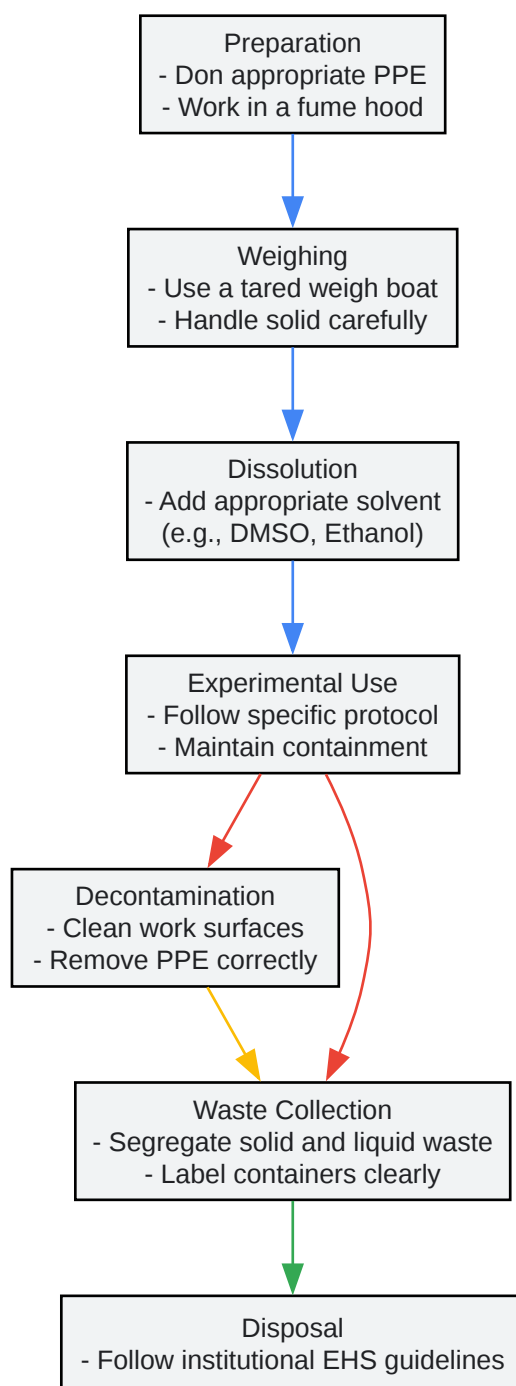 Preparation
- Don appropriate PPE
- Work in a fume hood
Weighing
- Use a tared weigh boat
- Handle solid carefully
Dissolution
- Add appropriate solvent
(e.g., DMSO, Ethanol)
Experimental Use
- Follow specific protocol
- Maintain containment
Decontamination
- Clean work surfaces
- Remove PPE correctly
Waste Collection
- Segregate solid and liquid waste
- Label containers clearly
Disposal
- Follow institutional EHS guidelines